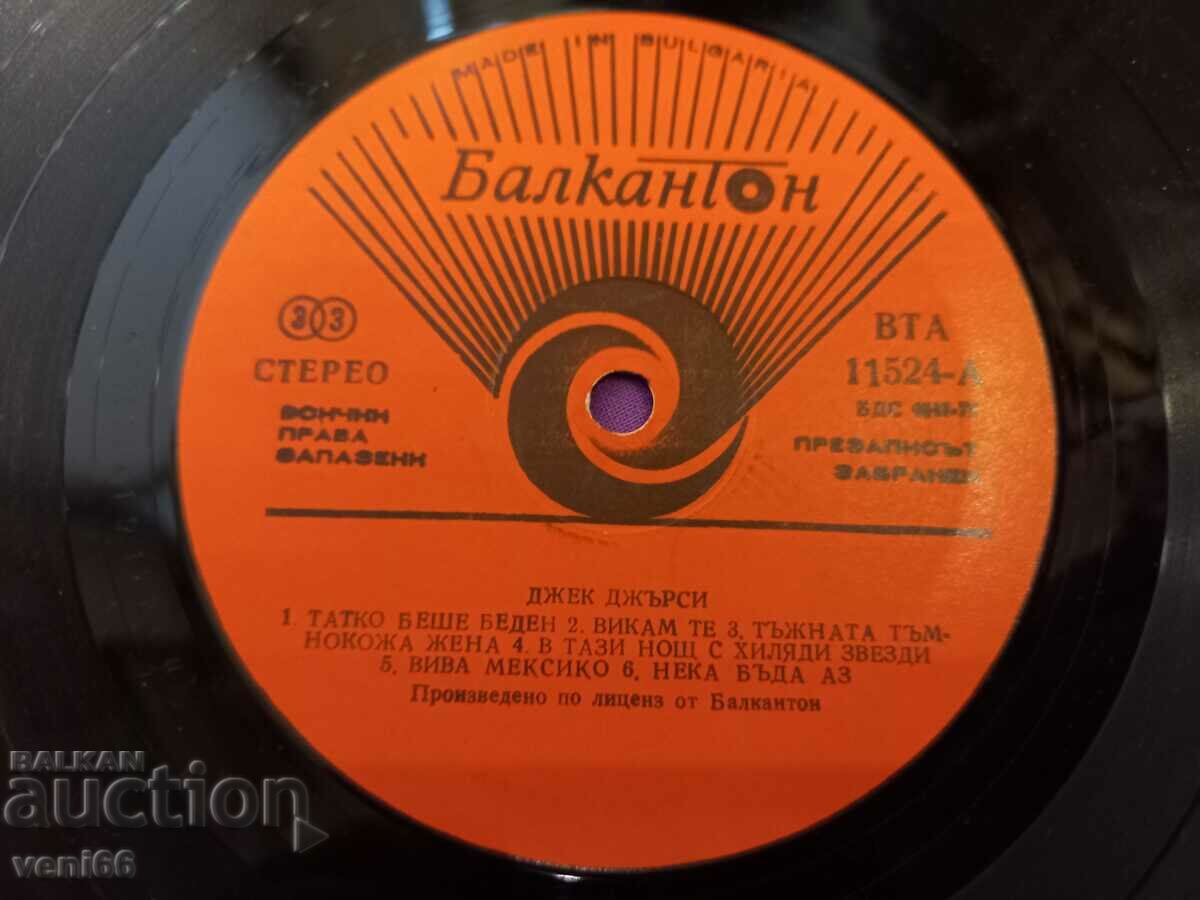 MADE IN BULGARIA
Балкантон
33
СТЕРЕО
ВСИЧКИ
ПРАВА
ЗАПАЗЕНИ
ВТА
11524-А
БДС
ПРЕЗАПИСЪТ
ЗАБРАНЕН
ДЖЕК ДЖЪРСИ
1. ТАТКО БЕШЕ БЕДЕН 2. ВИКАМ ТЕ 3. ТЪЖНАТА ТЪМ-
НОКОЖА ЖЕНА 4. В ТАЗИ НОЩ С ХИЛЯДИ ЗВЕЗДИ
5. ВИВА МЕКСИКО 6. НЕКА БЪДА АЗ
Произведено по лиценз от Балкантон
BALKAN
auction
veni66